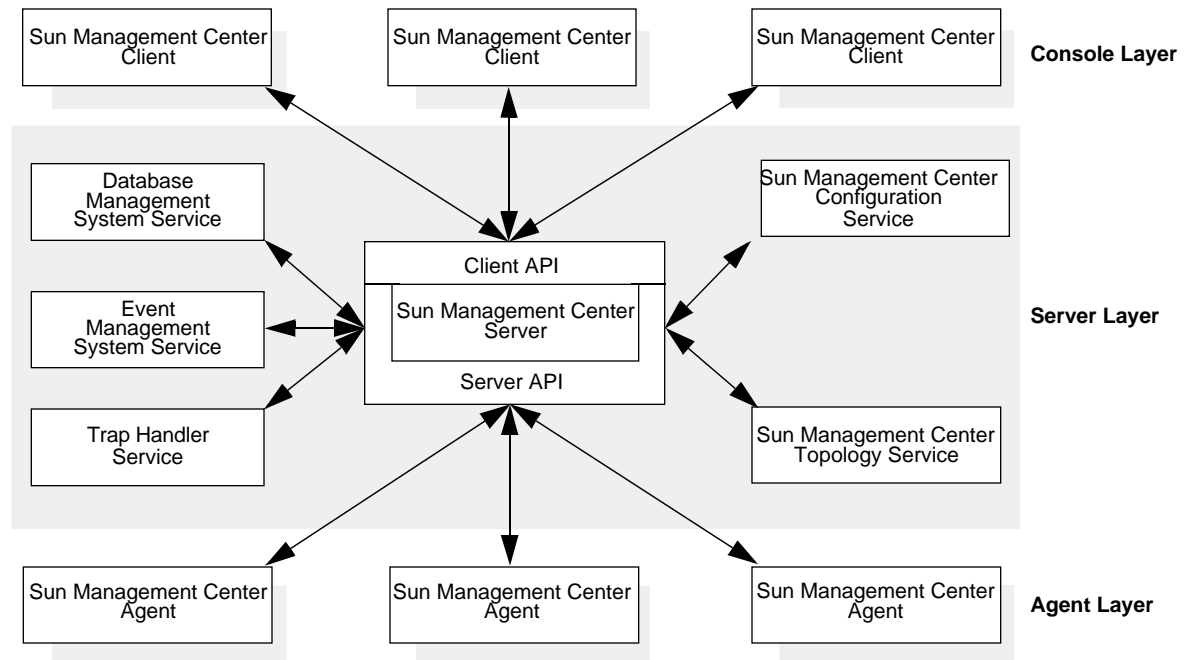 Sun Management Center
Client
Sun Management Center
Client
Sun Management Center
Client
Console Layer
Database
Management
System Service
Sun Management Center
Configuration
Service
Client API
Event
Management
System Service
Sun Management Center
Server
Server Layer
Server API
Trap Handler
Service
Sun Management Center
Topology Service
Sun Management Center
Agent
Sun Management Center
Agent
Sun Management Center
Agent
Agent Layer